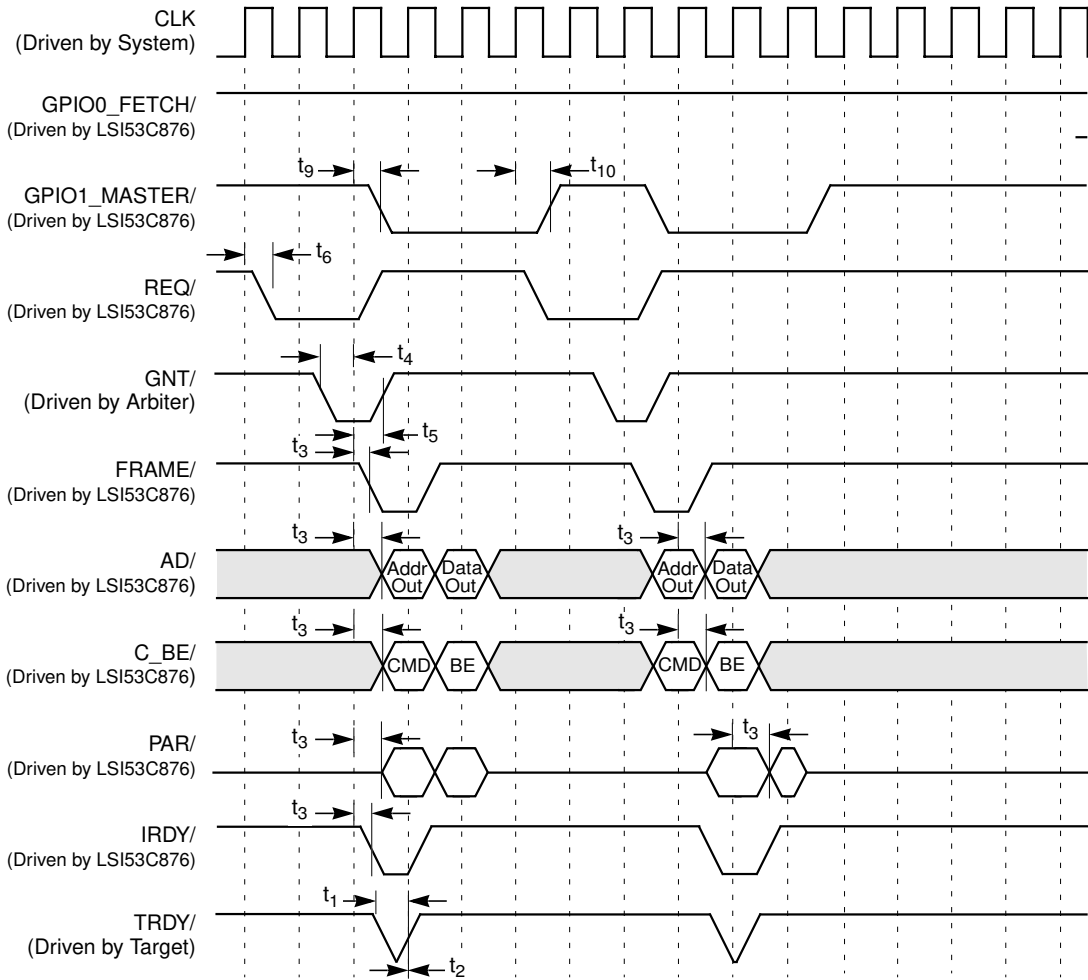 CLK
(Driven by System)
GPIO0_FETCH/
(Driven by LSI53C876)
t9
t10
GPIO1_MASTER/
(Driven by LSI53C876)
t6
REQ/
(Driven by LSI53C876)
t4
GNT/
(Driven by Arbiter)
t5
t3
FRAME/
(Driven by LSI53C876)
t3
t3
AD/
(Driven by LSI53C876)
Addr Out
Data Out
Addr Out
Data Out
t3
t3
C_BE/
(Driven by LSI53C876)
CMD
BE
CMD
BE
t3
t3
PAR/
(Driven by LSI53C876)
t3
IRDY/
(Driven by LSI53C876)
t1
TRDY/
(Driven by Target)
t2